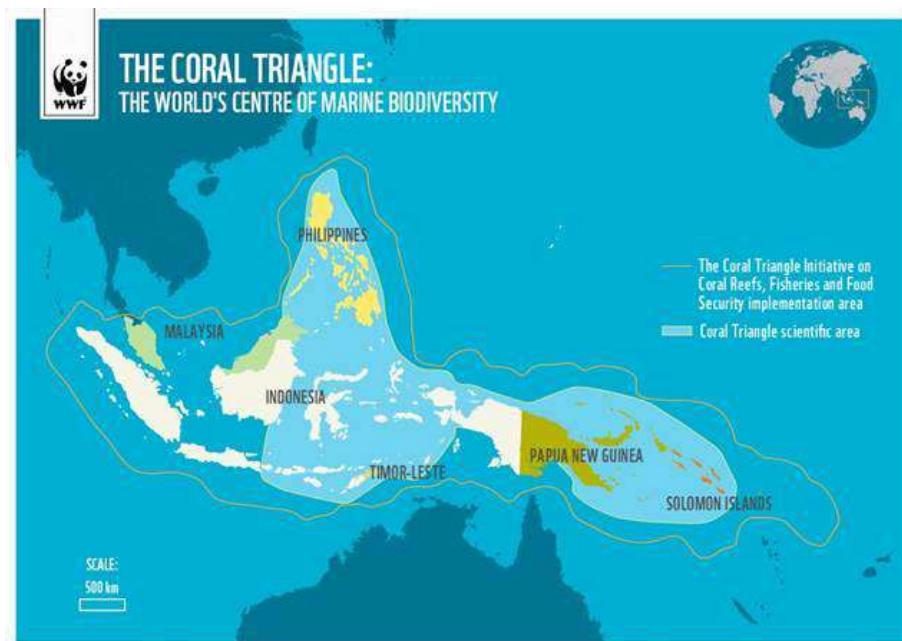 WWF
THE CORAL TRIANGLE:
THE WORLD'S CENTRE OF MARINE BIODIVERSITY
PHILIPPINES
The Coral Triangle Initiative on
Coral Reefs, Fisheries and Food
Security implementation area
Coral Triangle scientific area
MALAYSIA
INDONESIA
PAPUA NEW GUINEA
TIMOR-LESTE
SOLOMON ISLANDS
SCALE:
500 km